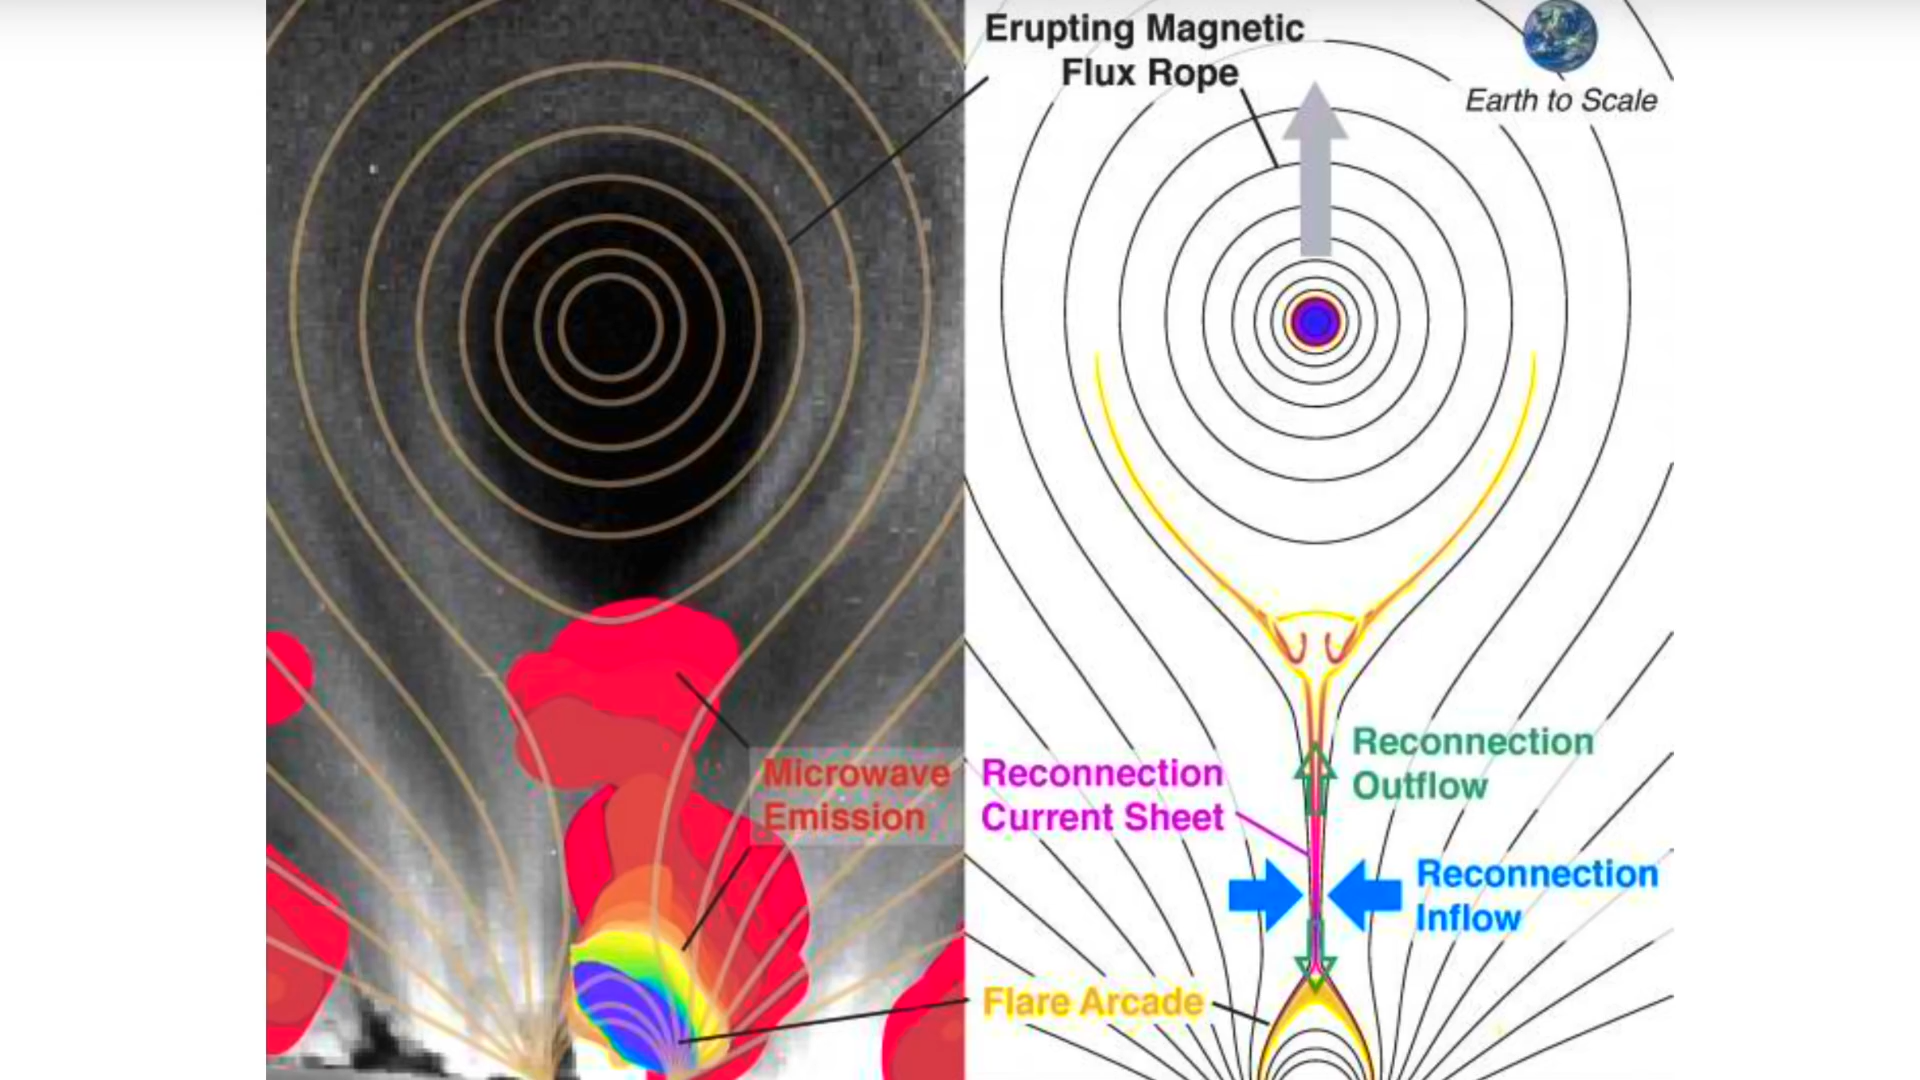 Erupting Magnetic
Flux Rope
Earth to Scale
Microwave
Emission
Reconnection
Current Sheet
Reconnection
Outflow
Reconnection
Inflow
Flare Arcade